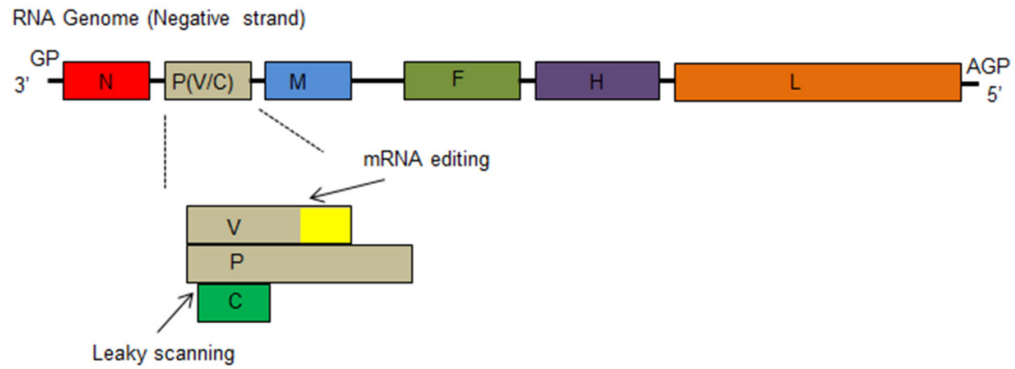 RNA Genome (Negative strand)
GP
AGP
3’
N
P(V/C)
M
F
H
L
5’
mRNA editing
V
P
C
Leaky scanning